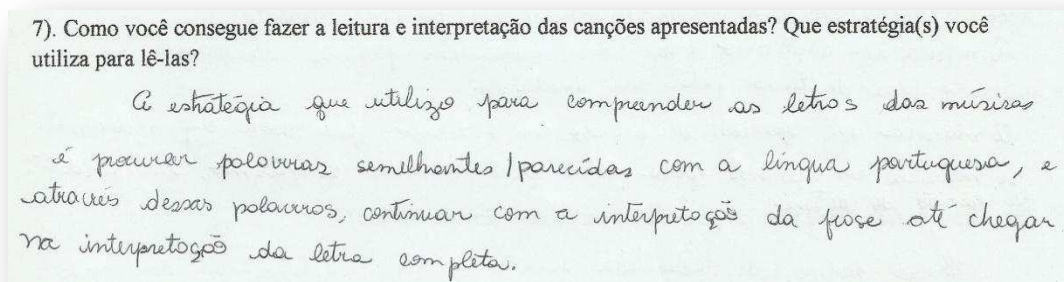 7). Como você consegue fazer a leitura e interpretação das canções apresentadas? Que estratégia(s) você
utiliza para lê-las?
A estratégia que utilizo para compreender as letras das músicas
é procurar palavras semelhantes/parecidas com a língua portuguesa, e
através dessas palavras, continuar com a interpretação da frase até chegar
na interpretação da letra completa.